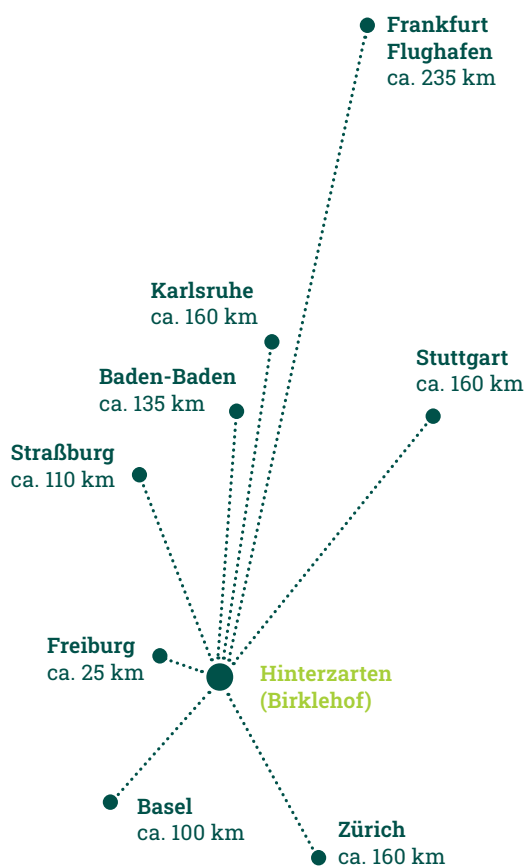 Frankfurt
Flughafen
ca. 235 km
Karlsruhe
ca. 160 km
Stuttgart
ca. 160 km
Baden-Baden
ca. 135 km
Straßburg
ca. 110 km
Freiburg
ca. 25 km
Hinterzarten
(Birklehof)
Basel
ca. 100 km
Zürich
ca. 160 km